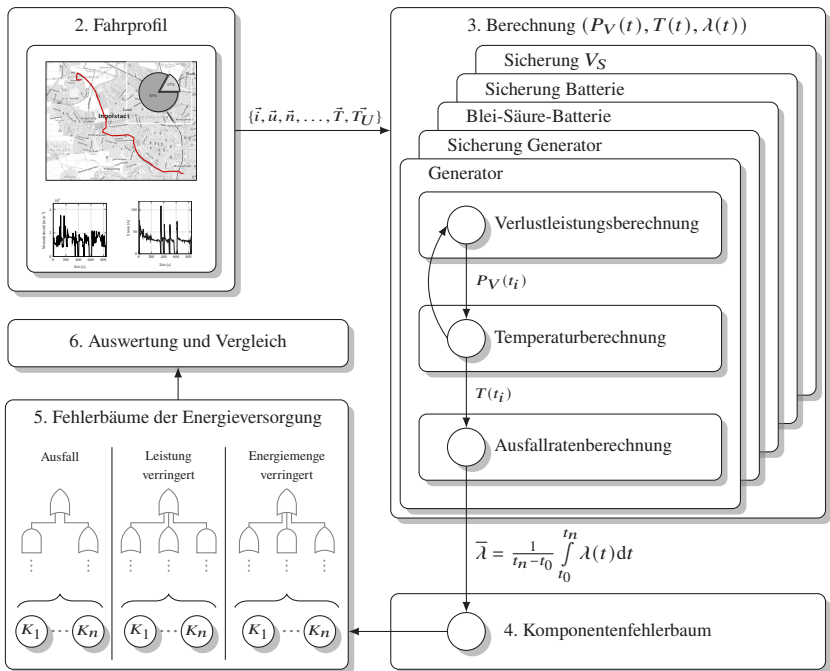 2. Fahrprofil
Ingolstadt
Zeit [s]
Zeit [s]
{i⃗, u⃗, n⃗, . . . , T⃗, T⃗_U}
3. Berechnung (P_V(t), T(t), λ(t))
Sicherung V_S
Sicherung Batterie
Blei-Säure-Batterie
Sicherung Generator
Generator
Verlustleistungsberechnung
P_V(t_i)
Temperaturberechnung
T(t_i)
Ausfallratenberechnung
λ̅ = 1/(t_n−t_0) ∫_{t_0}^{t_n} λ(t)dt
4. Komponentenfehlerbaum
6. Auswertung und Vergleich
5. Fehlerbäume der Energieversorgung
Ausfall
Leistung
verringert
Energiemenge
verringert
K_1 ··· K_n
K_1 ··· K_n
K_1 ··· K_n